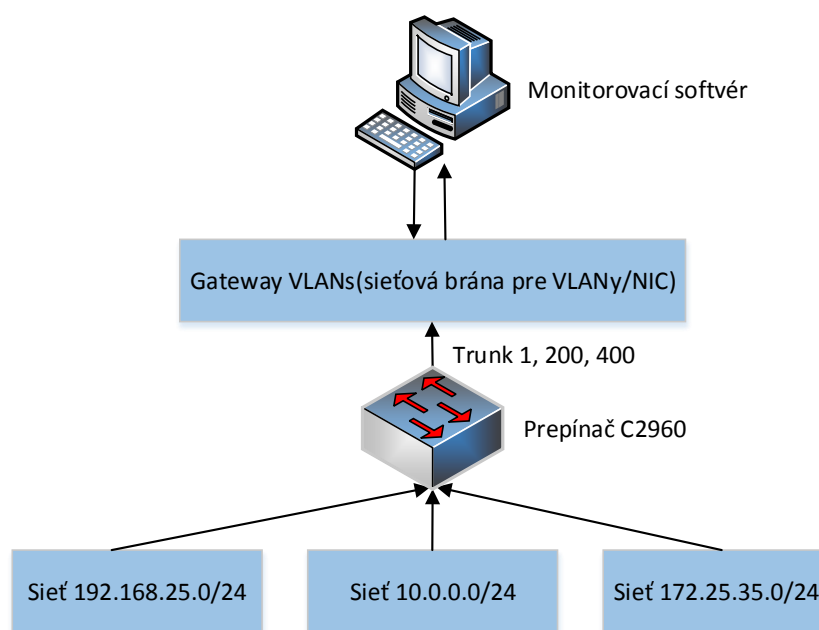 Monitorovací softvér
Gateway VLANs(sieťová brána pre VLANy/NIC)
Trunk 1, 200, 400
Prepínač C2960
Sieť 192.168.25.0/24
Sieť 10.0.0.0/24
Sieť 172.25.35.0/24